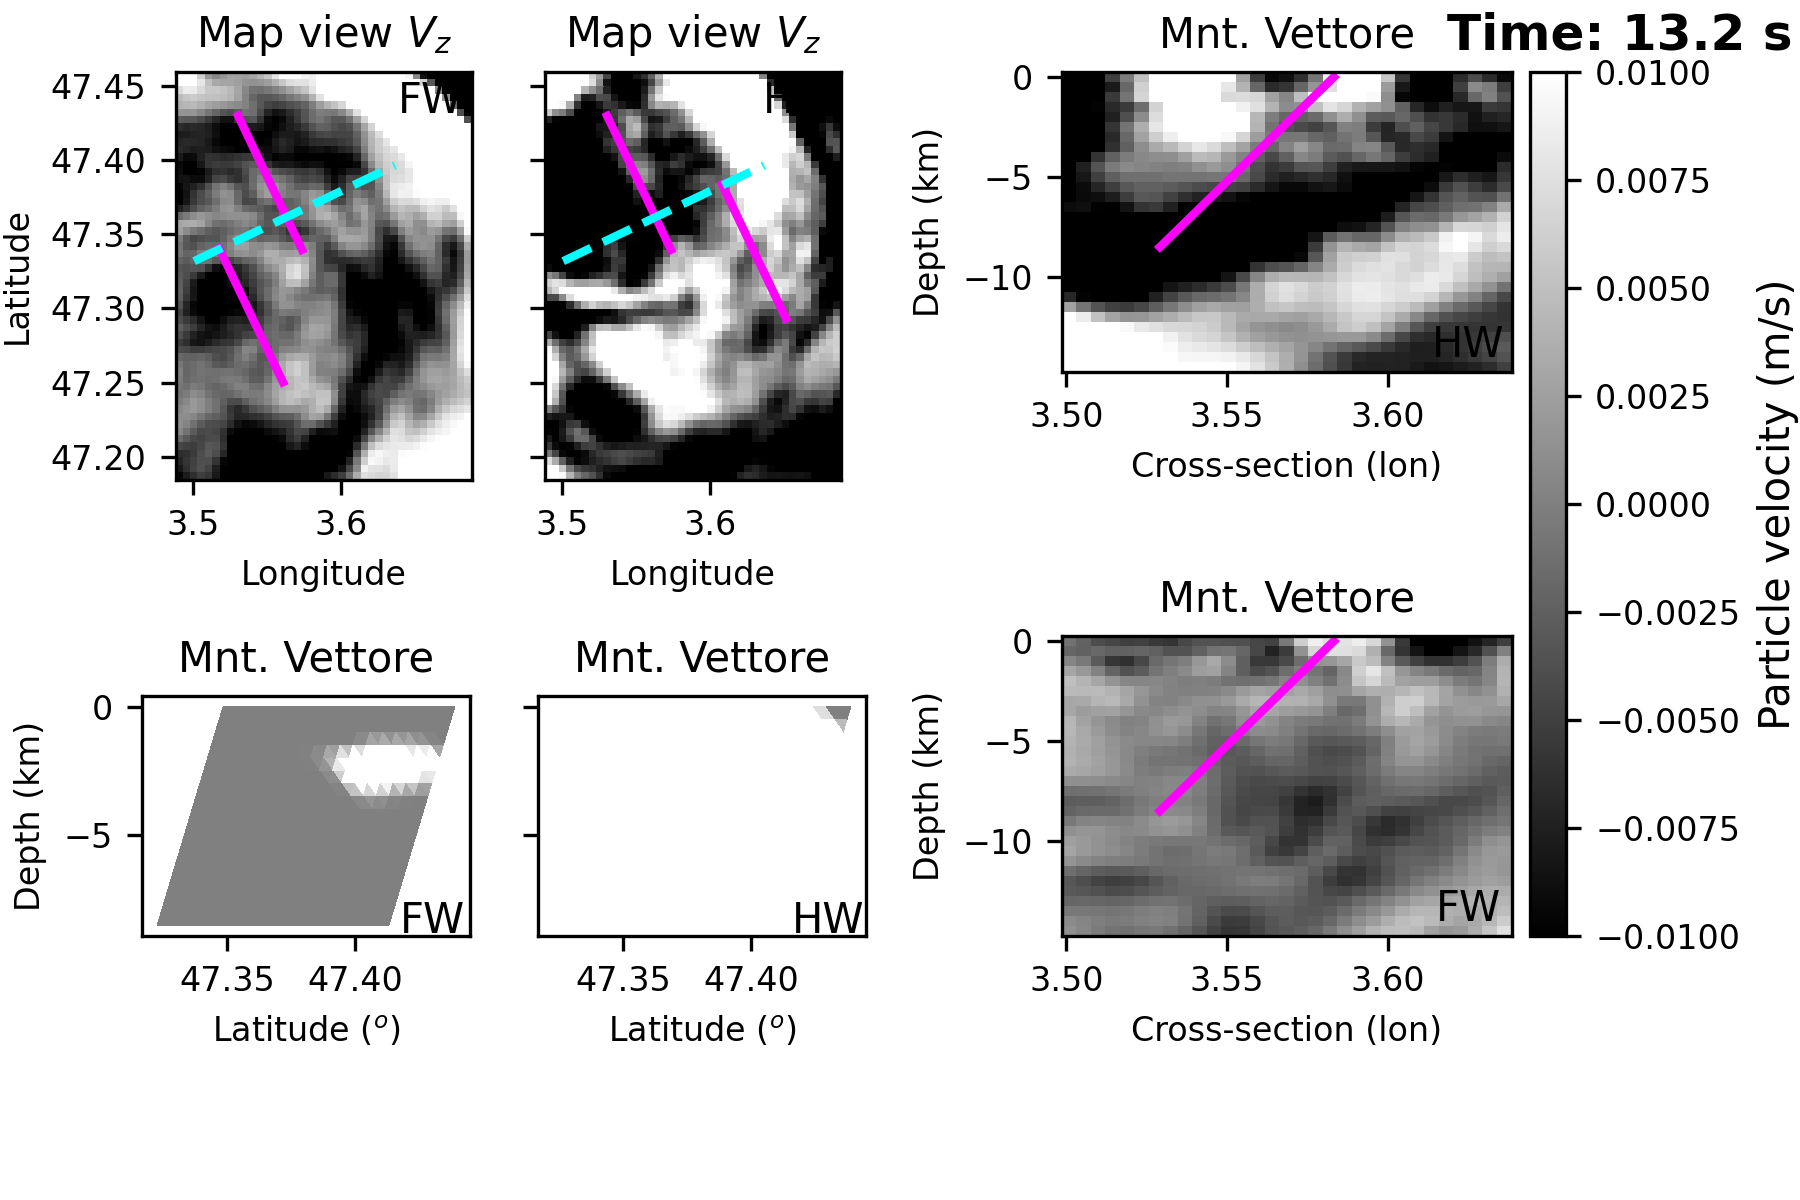 Map view Vz
Map view Vz
Mnt. Vettore
Time: 13.2 s
47.45
47.40
47.35
47.30
47.25
47.20
Latitude
FW
3.5
3.6
Longitude
3.5
3.6
Longitude
0
−5
−10
Depth (km)
HW
3.50
3.55
3.60
Cross-section (lon)
0.0100
0.0075
0.0050
0.0025
0.0000
−0.0025
−0.0050
−0.0075
−0.0100
Particle velocity (m/s)
Mnt. Vettore
Mnt. Vettore
Mnt. Vettore
0
−5
Depth (km)
FW
47.35
47.40
Latitude (o)
HW
47.35
47.40
Latitude (o)
0
−5
−10
Depth (km)
FW
3.50
3.55
3.60
Cross-section (lon)